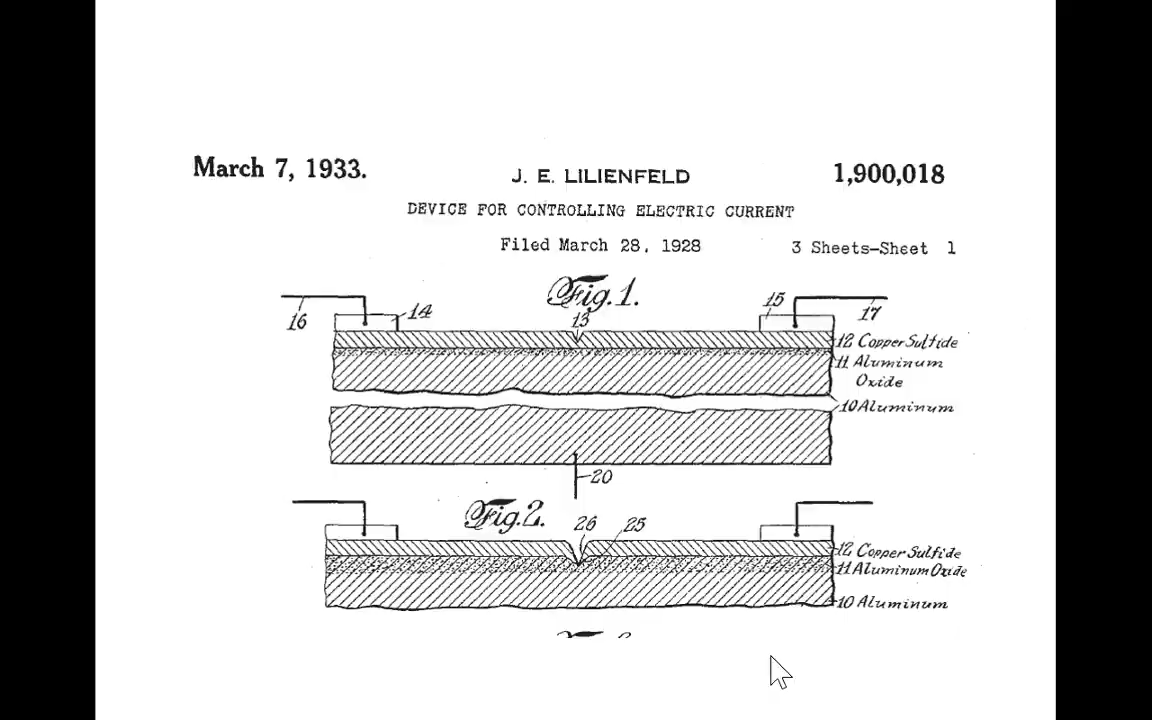 March 7, 1933.
J. E. LILIENFELD
1,900,018
DEVICE FOR CONTROLLING ELECTRIC CURRENT
Filed March 28, 1928
3 Sheets-Sheet 1
Fig.1.
16
14
13
15
17
12 Copper Sulfide
11 Aluminum
Oxide
10 Aluminum
20
Fig.2.
26
25
12 Copper Sulfide
11 Aluminum Oxide
10 Aluminum